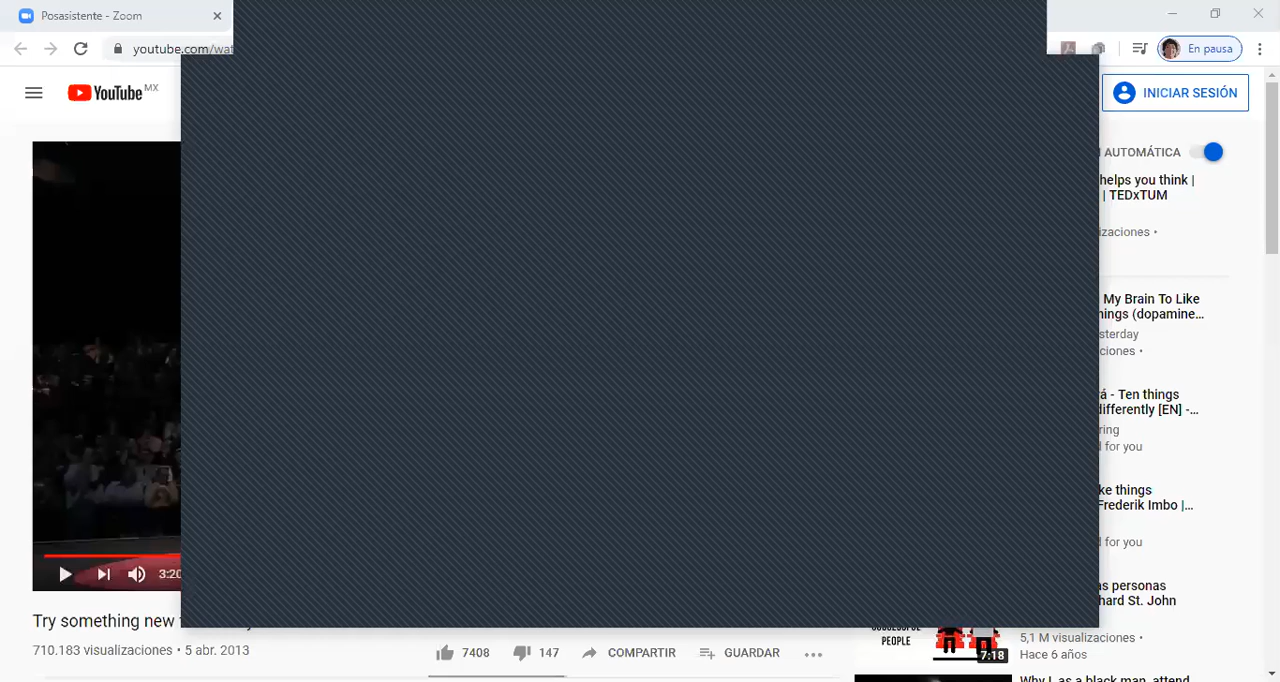 Posasistente - Zoom
youtube.com/wat
En pausa
YouTube MX
INICIAR SESIÓN
AUTOMÁTICA
helps you think |
| TEDxTUM
izaciones •
My Brain To Like
ings (dopamine...
sterday
ciones •
rá - Ten things
differently [EN] -...
ring
d for you
ke things
Frederik Imbo |...
d for you
as personas
hard St. John
3:20
Try something new
SUCCESSFUL
PEOPLE
7:18
5,1 M visualizaciones •
Hace 6 años
710.183 visualizaciones • 5 abr. 2013
7408
147
COMPARTIR
GUARDAR
Why I, as a black man, attend